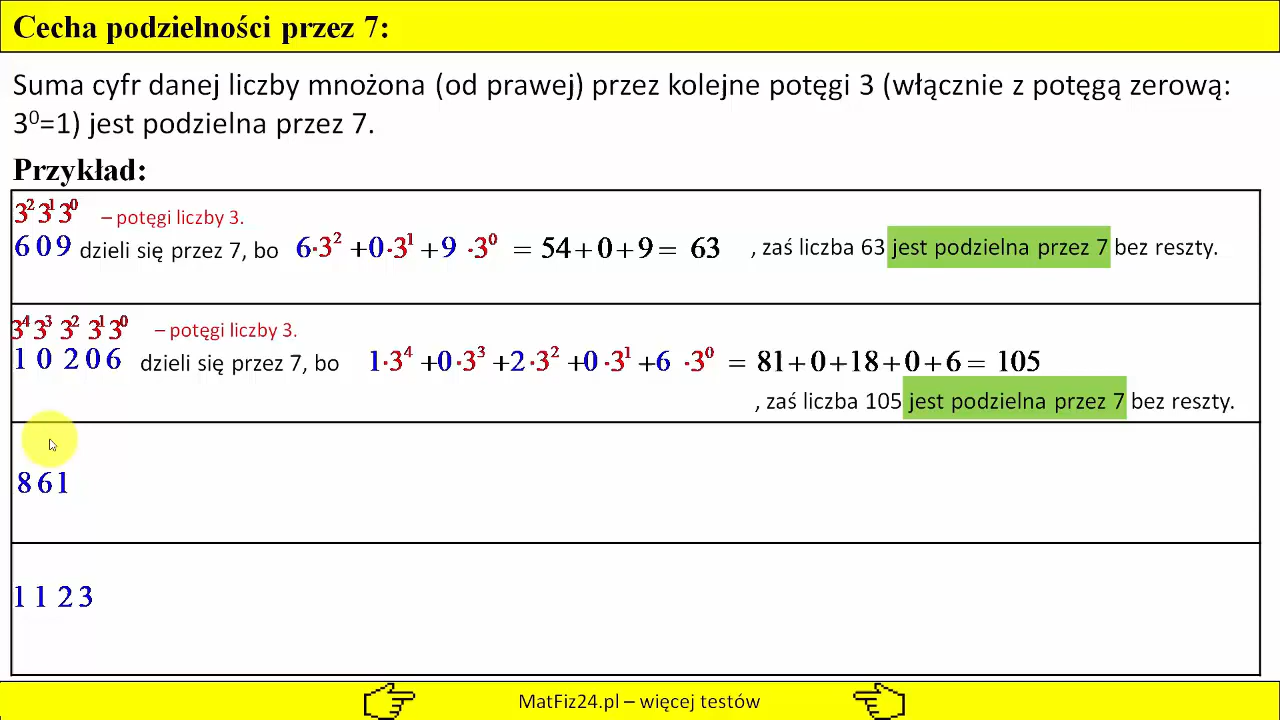 Cecha podzielności przez 7:
Suma cyfr danej liczby mnożona (od prawej) przez kolejne potęgi 3 (włącznie z potęgą zerową:
3⁰=1) jest podzielna przez 7.
Przykład:
3² 3¹ 3⁰ – potęgi liczby 3.
6 0 9 dzieli się przez 7, bo 6·3² +0·3¹ +9 ·3⁰ = 54+0+9= 63 , zaś liczba 63 jest podzielna przez 7 bez reszty.
3⁴ 3³ 3² 3¹ 3⁰ – potęgi liczby 3.
1 0 2 0 6 dzieli się przez 7, bo 1·3⁴ +0·3³ +2·3² +0·3¹ +6 ·3⁰ = 81+0+18+0+6= 105
, zaś liczba 105 jest podzielna przez 7 bez reszty.
8 6 1
1 1 2 3
MatFiz24.pl – więcej testów